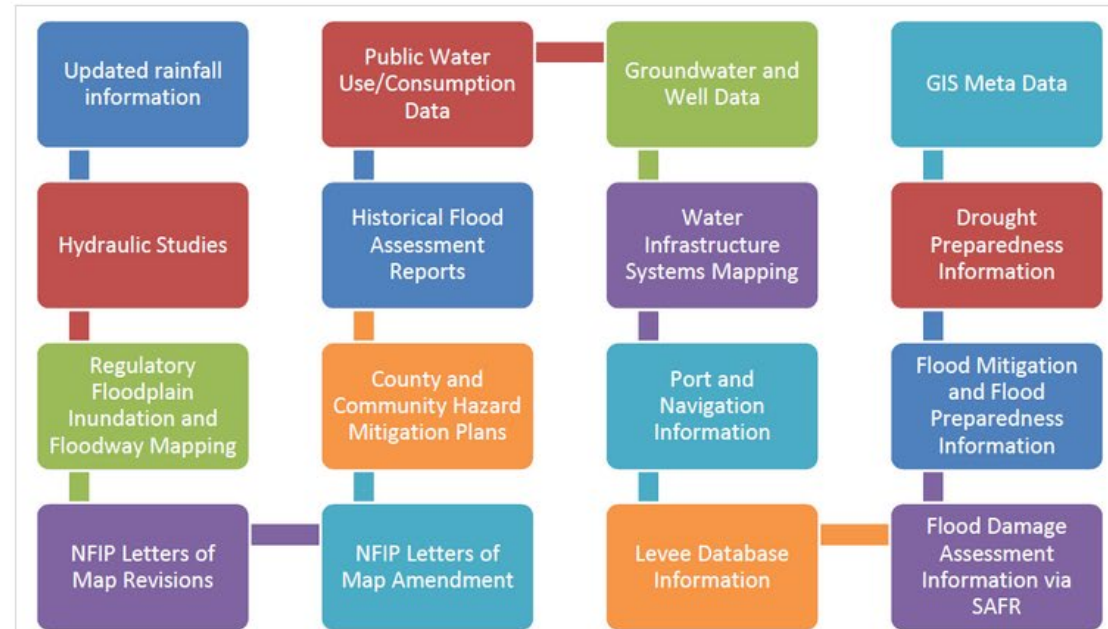 Updated rainfall
information
Hydraulic Studies
Regulatory
Floodplain
Inundation and
Floodway Mapping
NFIP Letters of
Map Revisions
NFIP Letters of
Map Amendment
County and
Community Hazard
Mitigation Plans
Historical Flood
Assessment
Reports
Public Water
Use/Consumption
Data
Groundwater and
Well Data
Water
Infrastructure
Systems Mapping
Port and
Navigation
Information
Levee Database
Information
Flood Damage
Assessment
Information via
SAFR
Flood Mitigation
and Flood
Preparedness
Information
Drought
Preparedness
Information
GIS Meta Data